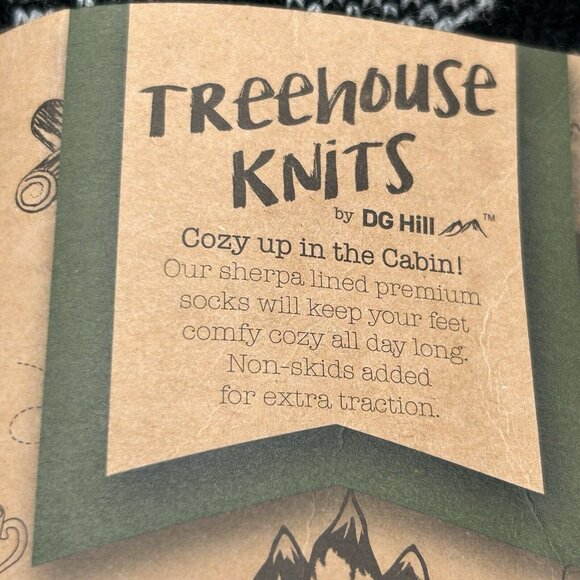 TReehouse
KNiTS
by DG Hill ™
Cozy up in the Cabin!
Our sherpa lined premium
socks will keep your feet
comfy cozy all day long.
Non-skids added
for extra traction.